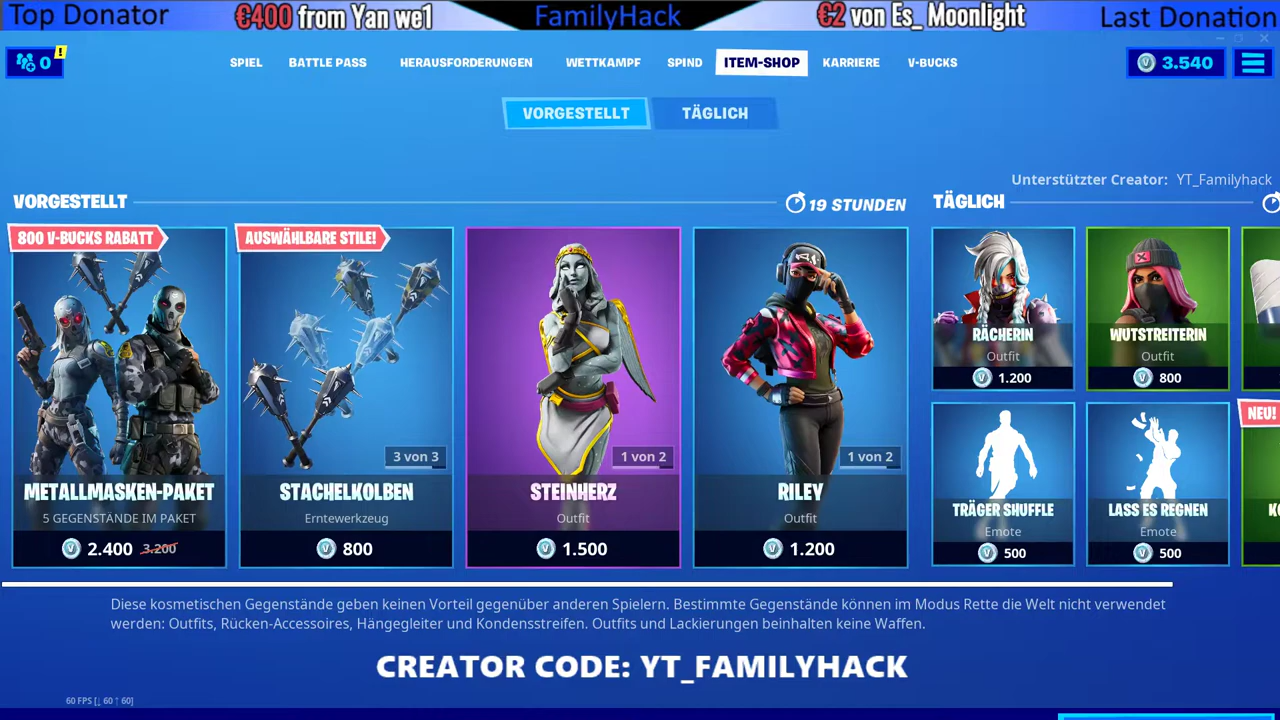 Top Donator
€400 from Yan we1
FamilyHack
€2 von Es_ Moonlight
Last Donation
0
!
SPIEL
BATTLE PASS
HERAUSFORDERUNGEN
WETTKAMPF
SPIND
ITEM-SHOP
KARRIERE
V-BUCKS
3.540
VORGESTELLT
TÄGLICH
Unterstützter Creator: YT_Familyhack
VORGESTELLT
19 STUNDEN
TÄGLICH
800 V-BUCKS RABATT
METALLMASKEN-PAKET
5 GEGENSTÄNDE IM PAKET
2.400 3.200
AUSWÄHLBARE STILE!
3 von 3
STACHELKOLBEN
Erntewerkzeug
800
1 von 2
STEINHERZ
Outfit
1.500
1 von 2
RILEY
Outfit
1.200
RÄCHERIN
Outfit
1.200
WUTSTREITERIN
Outfit
800
TRÄGER SHUFFLE
Emote
500
LASS ES REGNEN
Emote
500
NEU!
Diese kosmetischen Gegenstände geben keinen Vorteil gegenüber anderen Spielern. Bestimmte Gegenstände können im Modus Rette die Welt nicht verwendet
werden: Outfits, Rücken-Accessoires, Hängegleiter und Kondensstreifen. Outfits und Lackierungen beinhalten keine Waffen.
CREATOR CODE: YT_FAMILYHACK
60 FPS [↓ 60 ↑ 60]